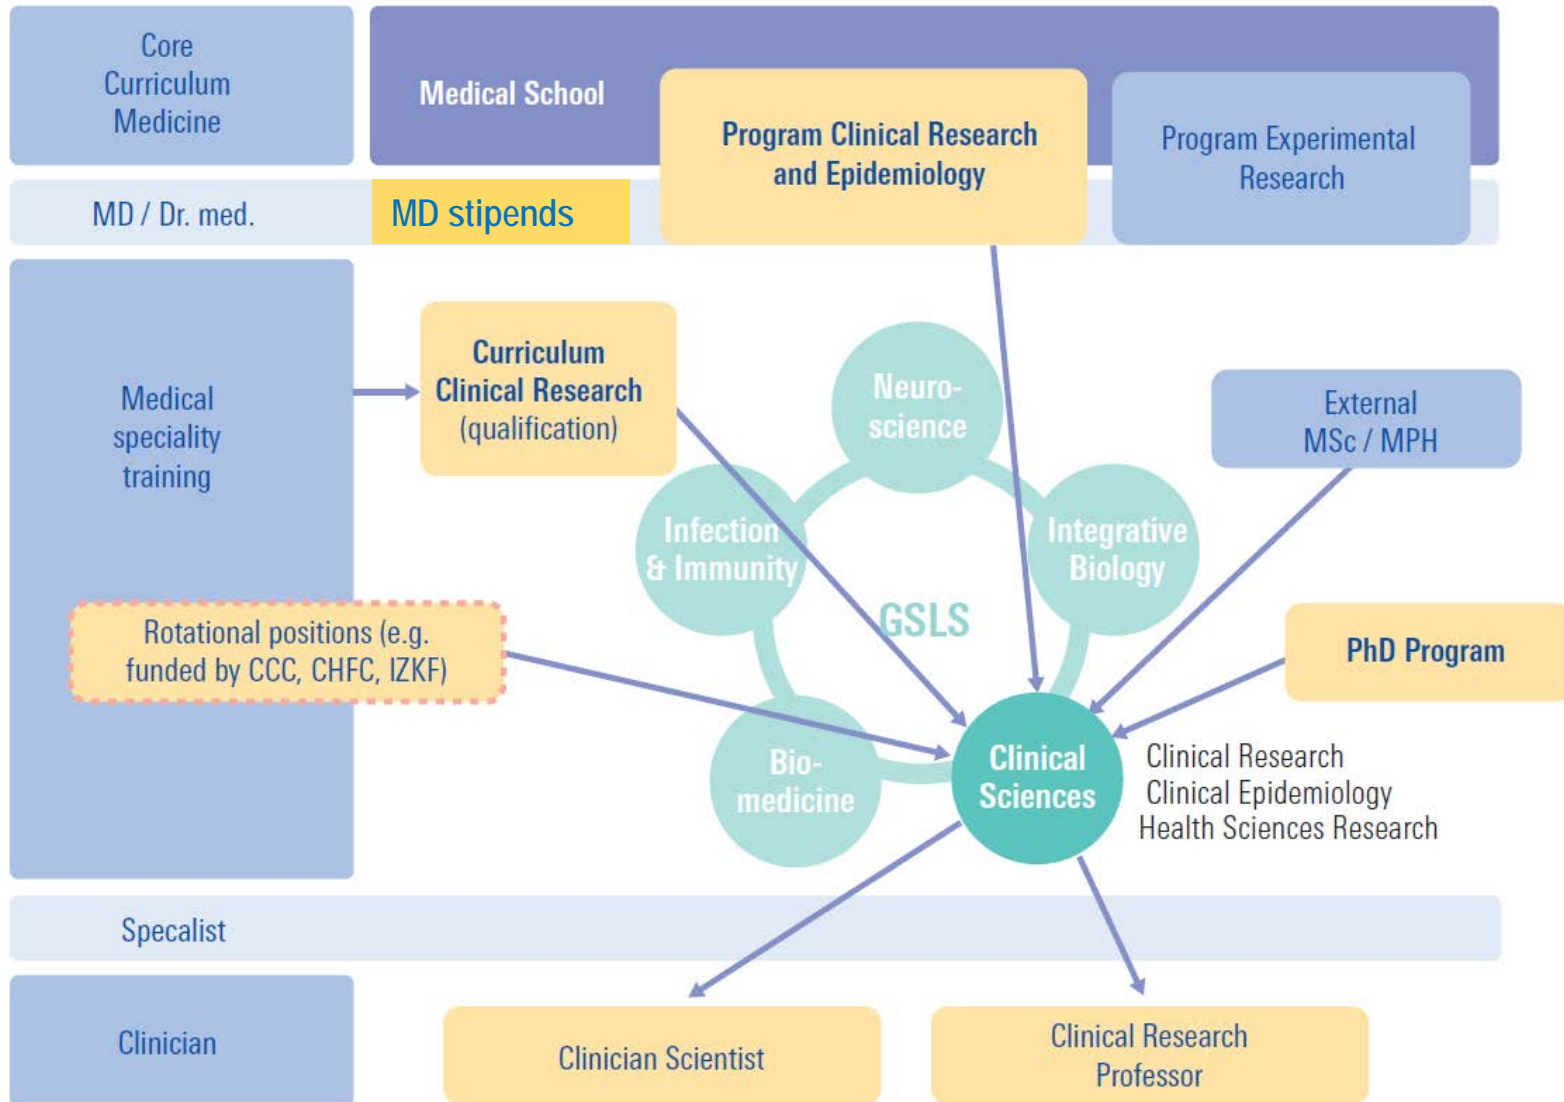 Core
Curriculum
Medicine
Medical School
Program Clinical Research
and Epidemiology
Program Experimental
Research
MD / Dr. med.
MD stipends
Medical
speciality
training
Curriculum
Clinical Research
(qualification)
Neuro-
science
External
MSc / MPH
Infection
& Immunity
Integrative
Biology
GSLS
Rotational positions (e.g.
funded by CCC, CHFC, IZKF)
PhD Program
Bio-
medicine
Clinical
Sciences
Clinical Research
Clinical Epidemiology
Health Sciences Research
Specalist
Clinician
Clinician Scientist
Clinical Research
Professor